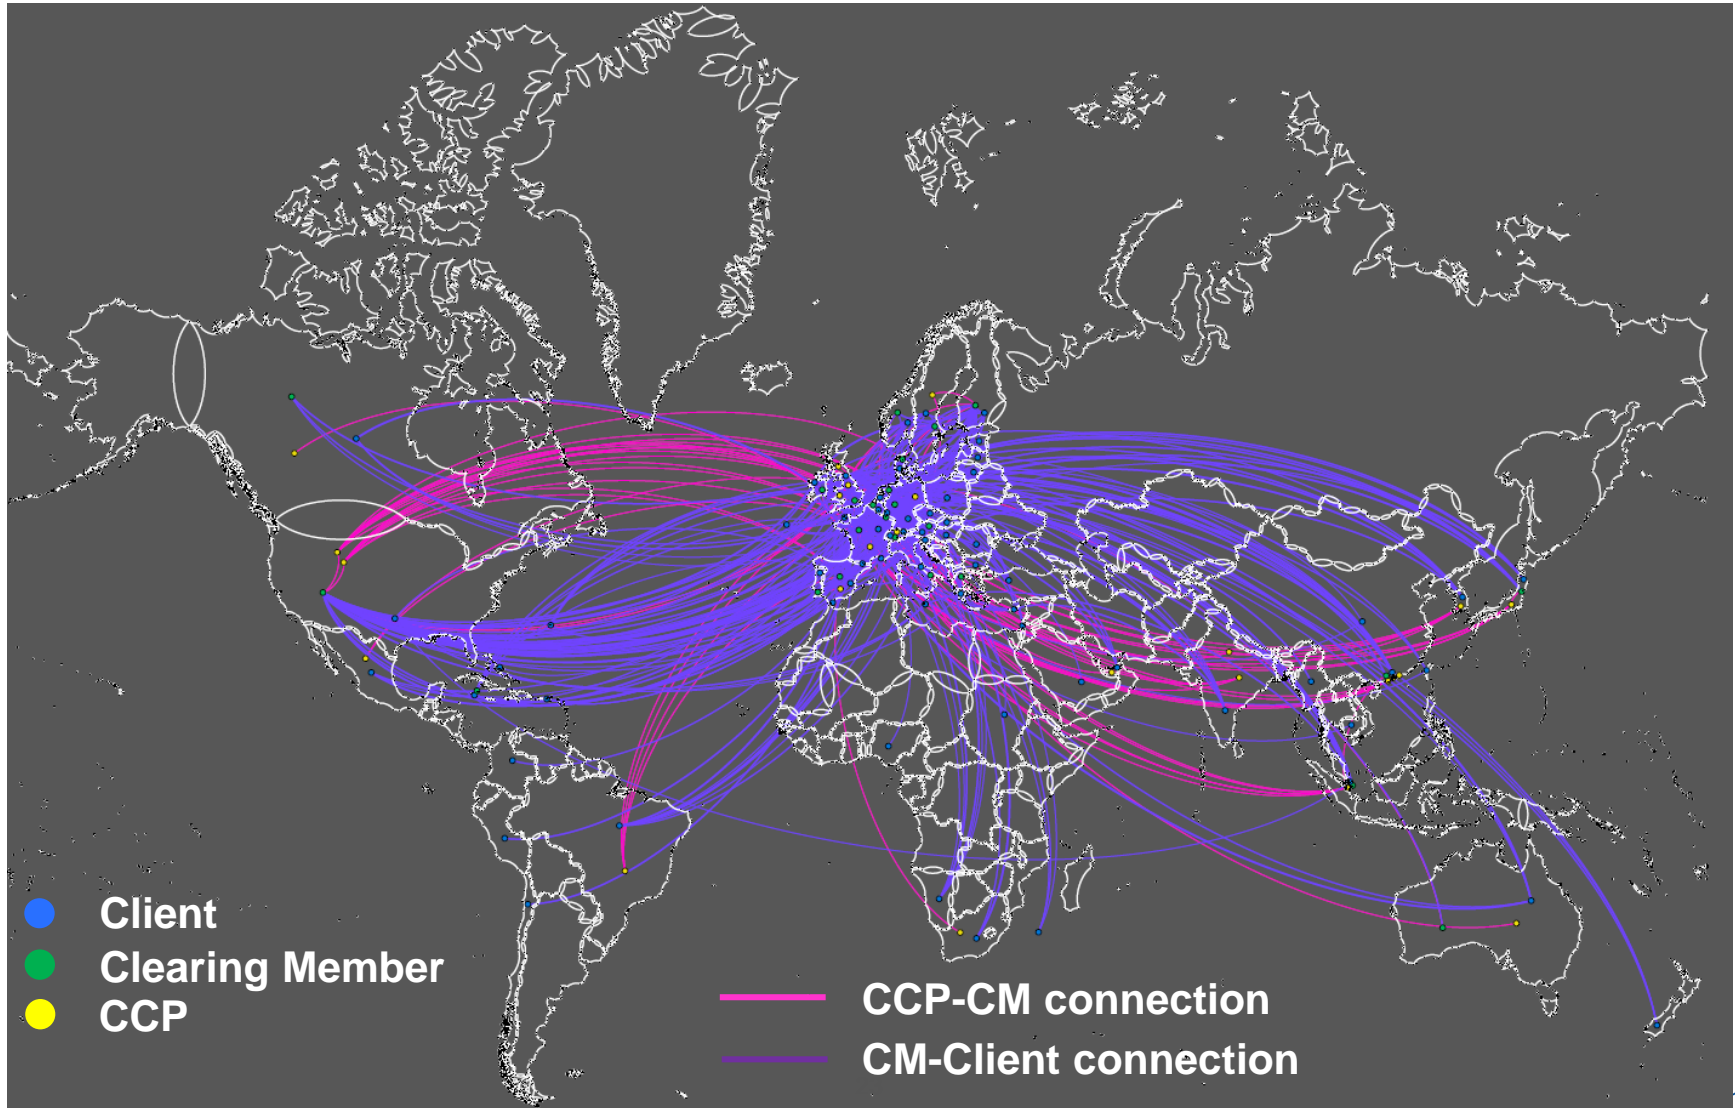 Client
Clearing Member
CCP
CCP-CM connection
CM-Client connection